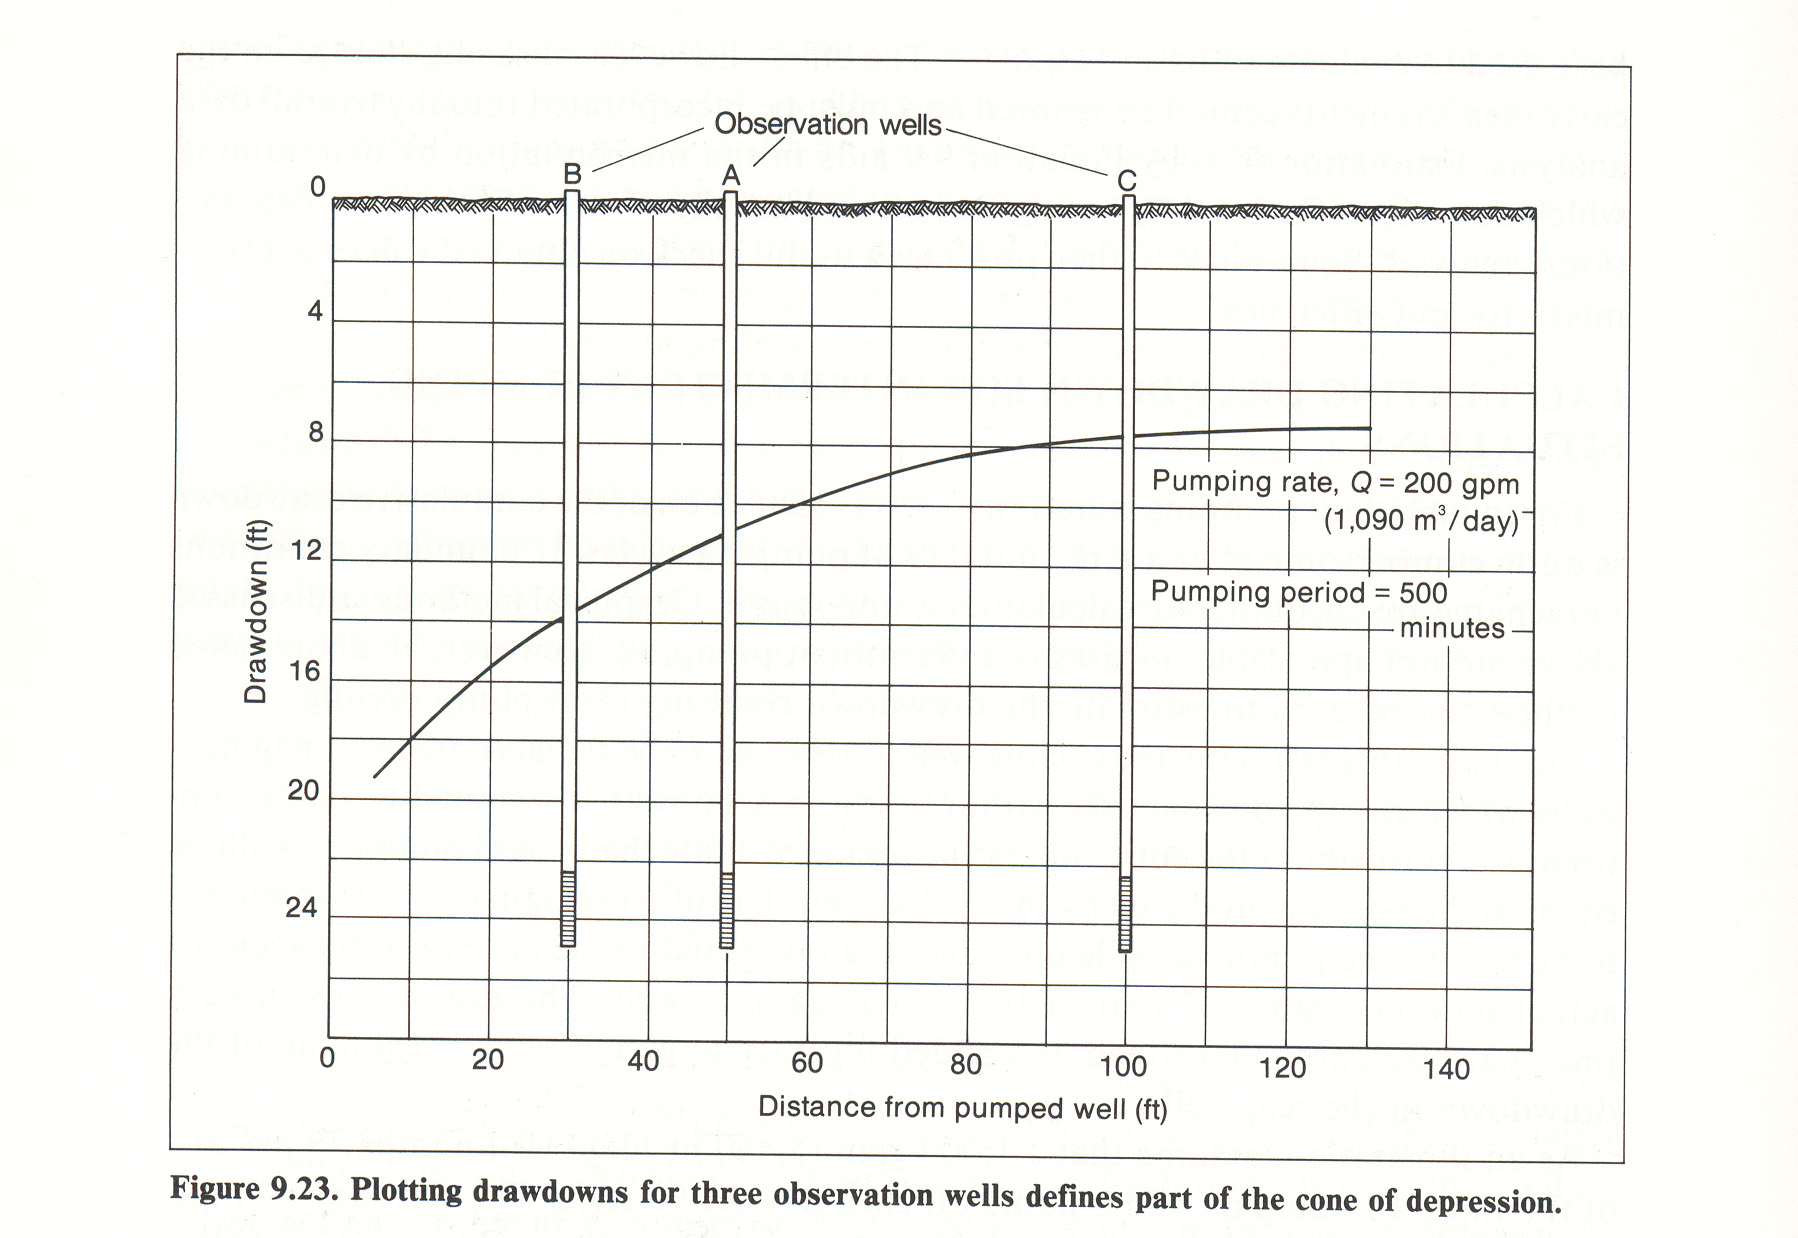 Observation wells
B
A
C
0
4
8
12
16
20
24
Drawdown (ft)
Pumping rate, Q = 200 gpm
(1,090 m³/day)
Pumping period = 500
minutes
0 20 40 60 80 100 120 140
Distance from pumped well (ft)
Figure 9.23. Plotting drawdowns for three observation wells defines part of the cone of depression.